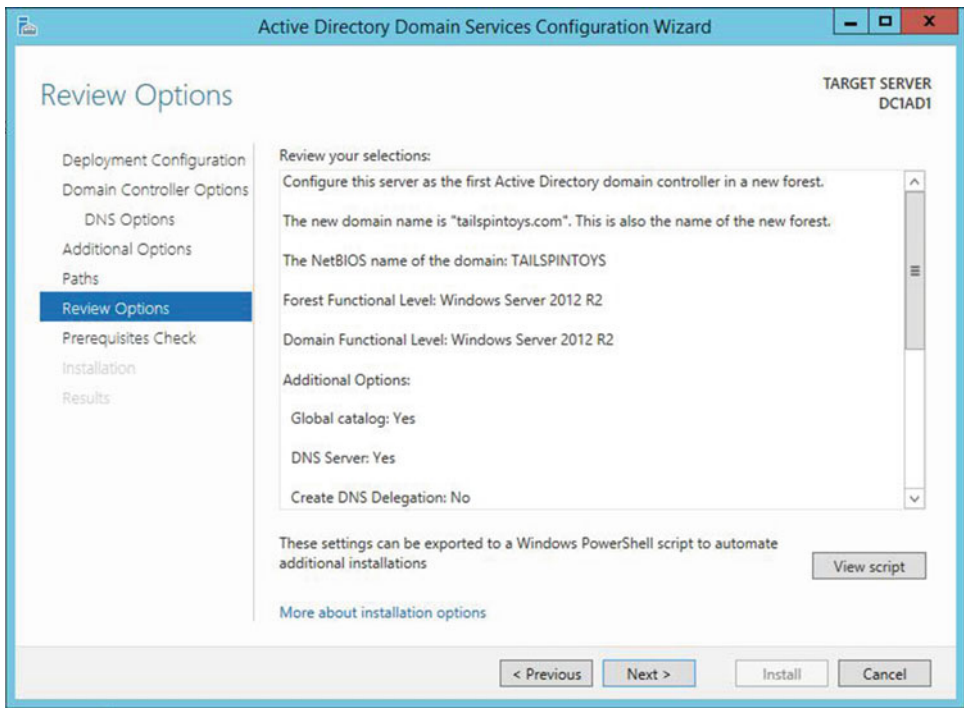 Active Directory Domain Services Configuration Wizard
Review Options
TARGET SERVER
DC1AD1
Deployment Configuration
Domain Controller Options
DNS Options
Additional Options
Paths
Review Options
Prerequisites Check
Installation
Results
Review your selections:
Configure this server as the first Active Directory domain controller in a new forest.
The new domain name is "tailspintoys.com". This is also the name of the new forest.
The NetBIOS name of the domain: TAILSPINTOYS
Forest Functional Level: Windows Server 2012 R2
Domain Functional Level: Windows Server 2012 R2
Additional Options:
Global catalog: Yes
DNS Server: Yes
Create DNS Delegation: No
These settings can be exported to a Windows PowerShell script to automate
additional installations
View script
More about installation options
< Previous
Next >
Install
Cancel